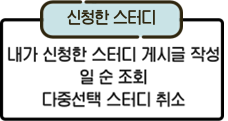 신청한 스터디
내가 신청한 스터디 게시글 작성
일 순 조회
다중선택 스터디 취소